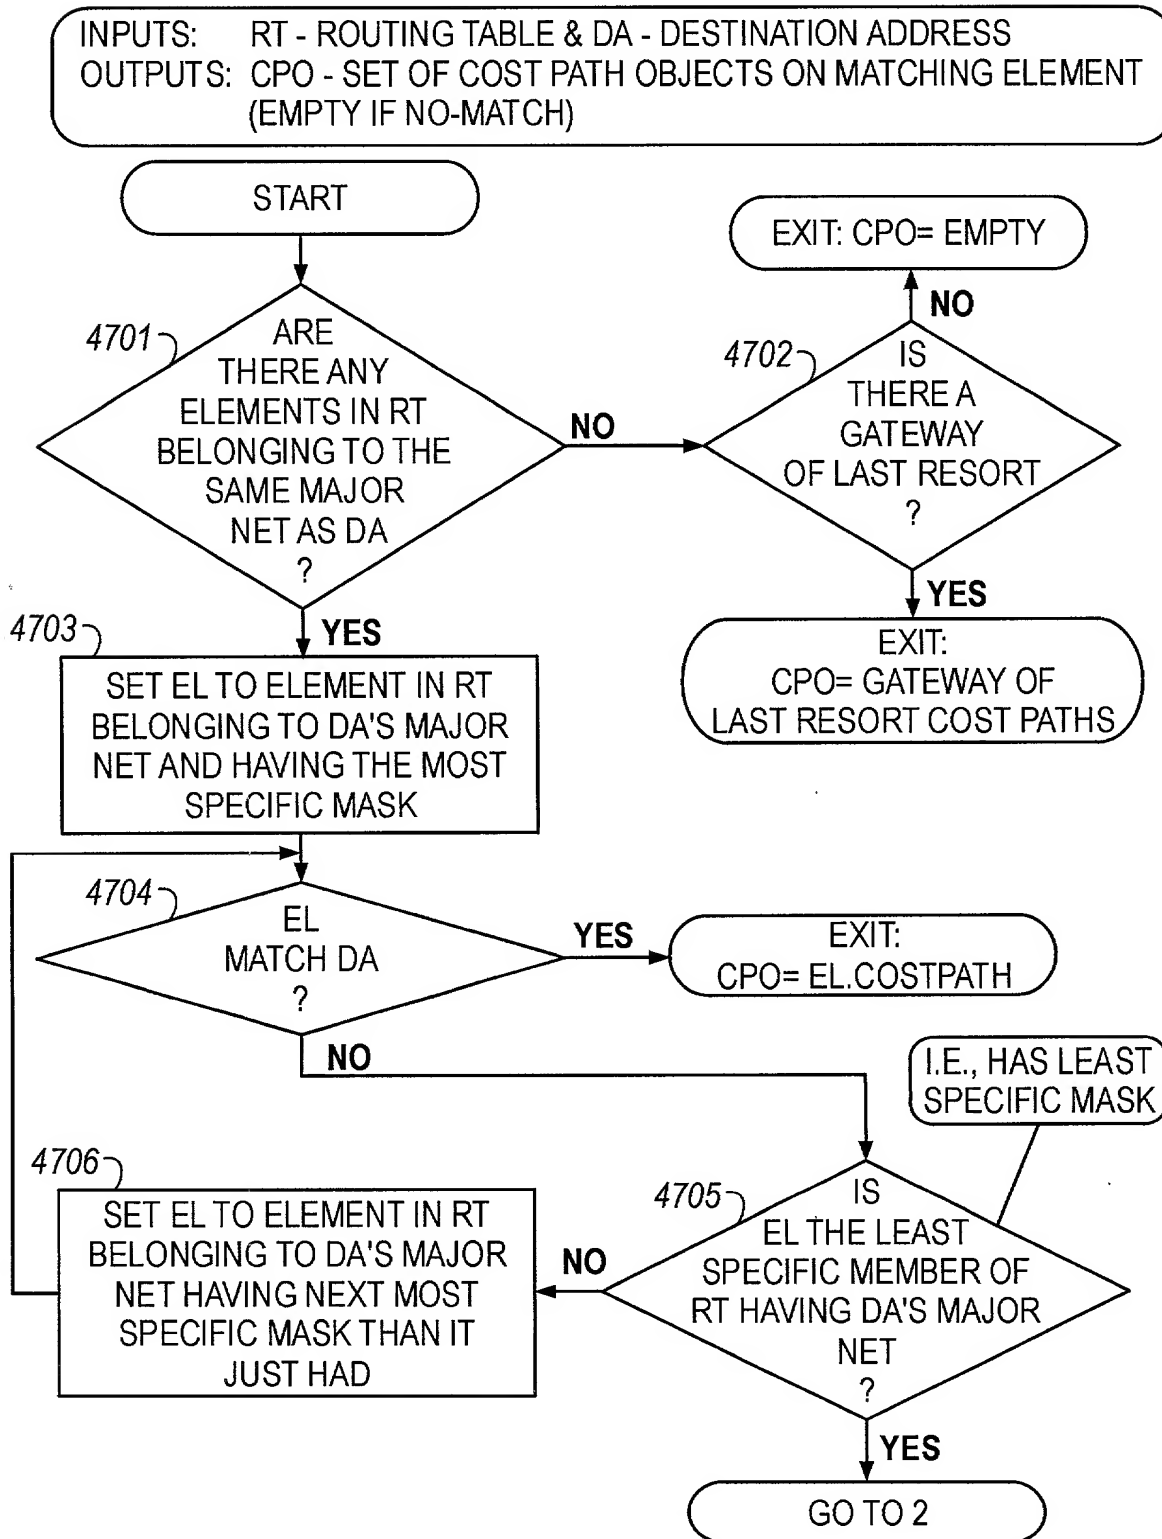 INPUTS: RT - ROUTING TABLE & DA - DESTINATION ADDRESS
OUTPUTS: CPO - SET OF COST PATH OBJECTS ON MATCHING ELEMENT
(EMPTY IF NO-MATCH)
START
EXIT: CPO= EMPTY
NO
4701
ARE
THERE ANY
ELEMENTS IN RT
BELONGING TO THE
SAME MAJOR
NET AS DA
?
NO
4702
IS
THERE A
GATEWAY
OF LAST RESORT
?
YES
EXIT:
CPO= GATEWAY OF
LAST RESORT COST PATHS
YES
4703
SET EL TO ELEMENT IN RT
BELONGING TO DA'S MAJOR
NET AND HAVING THE MOST
SPECIFIC MASK
4704
EL
MATCH DA
?
YES
EXIT:
CPO= EL.COSTPATH
NO
I.E., HAS LEAST
SPECIFIC MASK
4705
IS
EL THE LEAST
SPECIFIC MEMBER OF
RT HAVING DA'S MAJOR
NET
?
NO
4706
SET EL TO ELEMENT IN RT
BELONGING TO DA'S MAJOR
NET HAVING NEXT MOST
SPECIFIC MASK THAN IT
JUST HAD
YES
GO TO 2